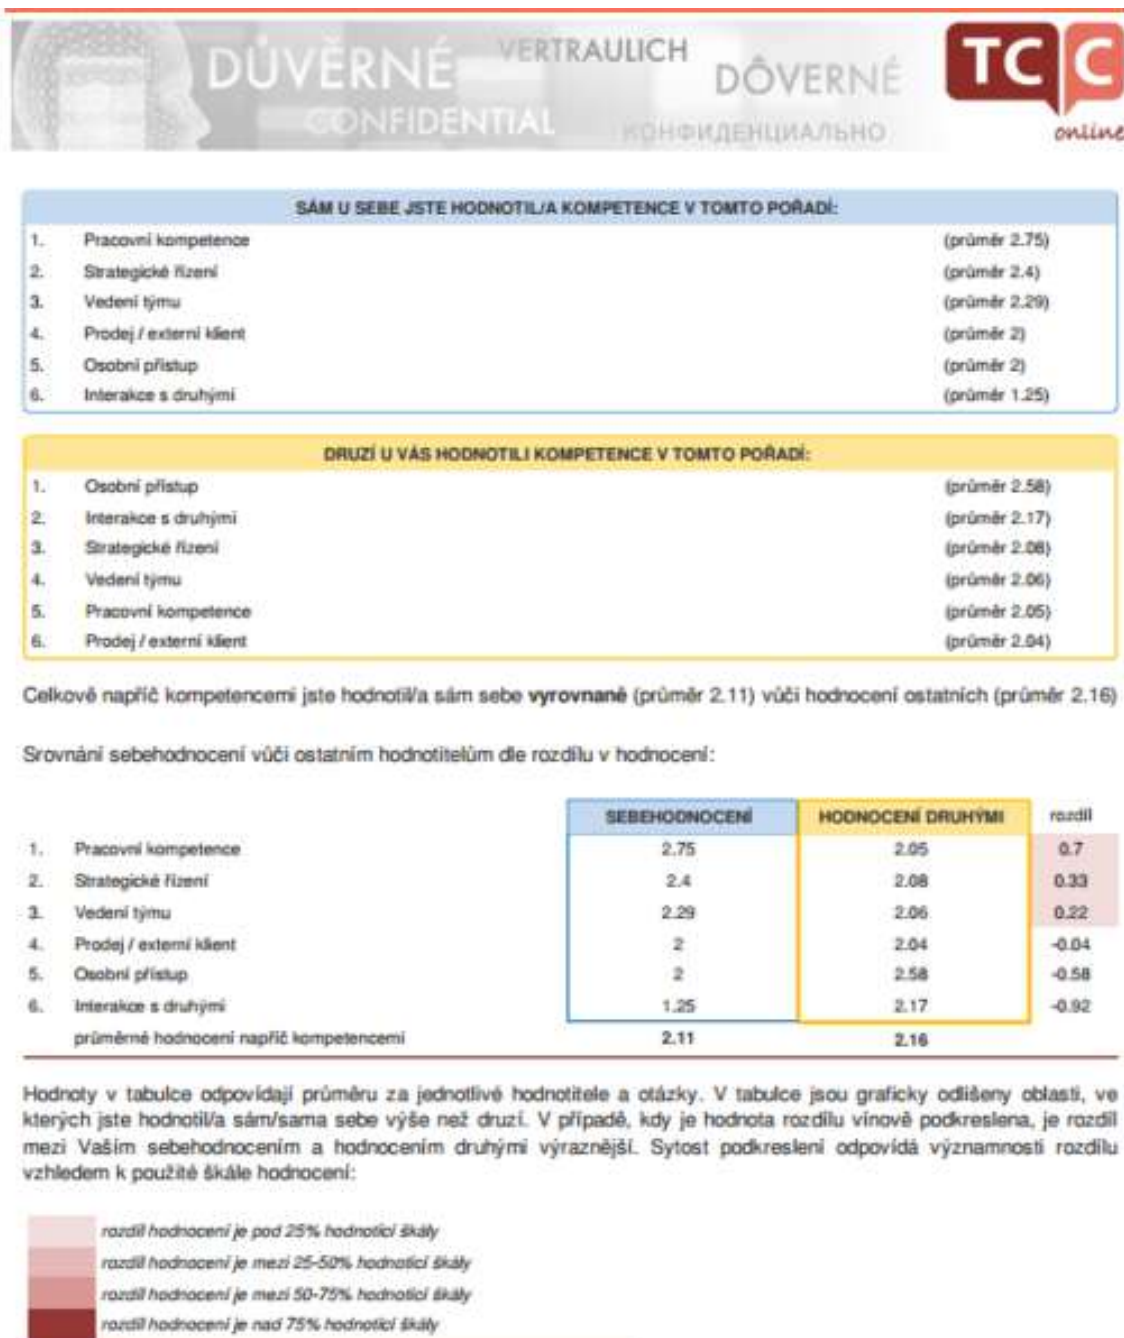 DŮVĚRNÉ
VERTRAULICH
DÔVERNÉ
CONFIDENTIAL
КОНФИДЕНЦИАЛЬНО
TCC
online
SÁM U SEBE JSTE HODNOTIL/A KOMPETENCE V TOMTO POŘADÍ:
1. Pracovní kompetence (průměr 2.75)
2. Strategické řízení (průměr 2.4)
3. Vedení týmu (průměr 2.29)
4. Prodej / externí klient (průměr 2)
5. Osobní přístup (průměr 2)
6. Interakce s druhými (průměr 1.25)
DRUZÍ U VÁS HODNOTILI KOMPETENCE V TOMTO POŘADÍ:
1. Osobní přístup (průměr 2.58)
2. Interakce s druhými (průměr 2.17)
3. Strategické řízení (průměr 2.08)
4. Vedení týmu (průměr 2.06)
5. Pracovní kompetence (průměr 2.05)
6. Prodej / externí klient (průměr 2.04)
Celkově napříč kompetencemi jste hodnotil/a sám sebe vyrovnaně (průměr 2.11) vůči hodnocení ostatních (průměr 2.16)
Srovnání sebehodnocení vůči ostatním hodnotitelům dle rozdílu v hodnocení:
SEBEHODNOCENÍ HODNOCENÍ DRUHÝMI rozdíl
1. Pracovní kompetence 2.75 2.05 0.7
2. Strategické řízení 2.4 2.08 0.33
3. Vedení týmu 2.29 2.06 0.22
4. Prodej / externí klient 2 2.04 -0.04
5. Osobní přístup 2 2.58 -0.58
6. Interakce s druhými 1.25 2.17 -0.92
průměrné hodnocení napříč kompetencemi 2.11 2.16
Hodnoty v tabulce odpovídají průměru za jednotlivé hodnotitele a otázky. V tabulce jsou graficky odlišeny oblasti, ve
kterých jste hodnotil/a sám/sama sebe výše než druzí. V případě, kdy je hodnota rozdílu vínově podkreslena, je rozdíl
mezi Vaším sebehodnocením a hodnocením druhými výraznější. Sytost podkreslení odpovídá významnosti rozdílu
vzhledem k použité škále hodnocení:
rozdíl hodnocení je pod 25% hodnotící škály
rozdíl hodnocení je mezi 25-50% hodnotící škály
rozdíl hodnocení je mezi 50-75% hodnotící škály
rozdíl hodnocení je nad 75% hodnotící škály